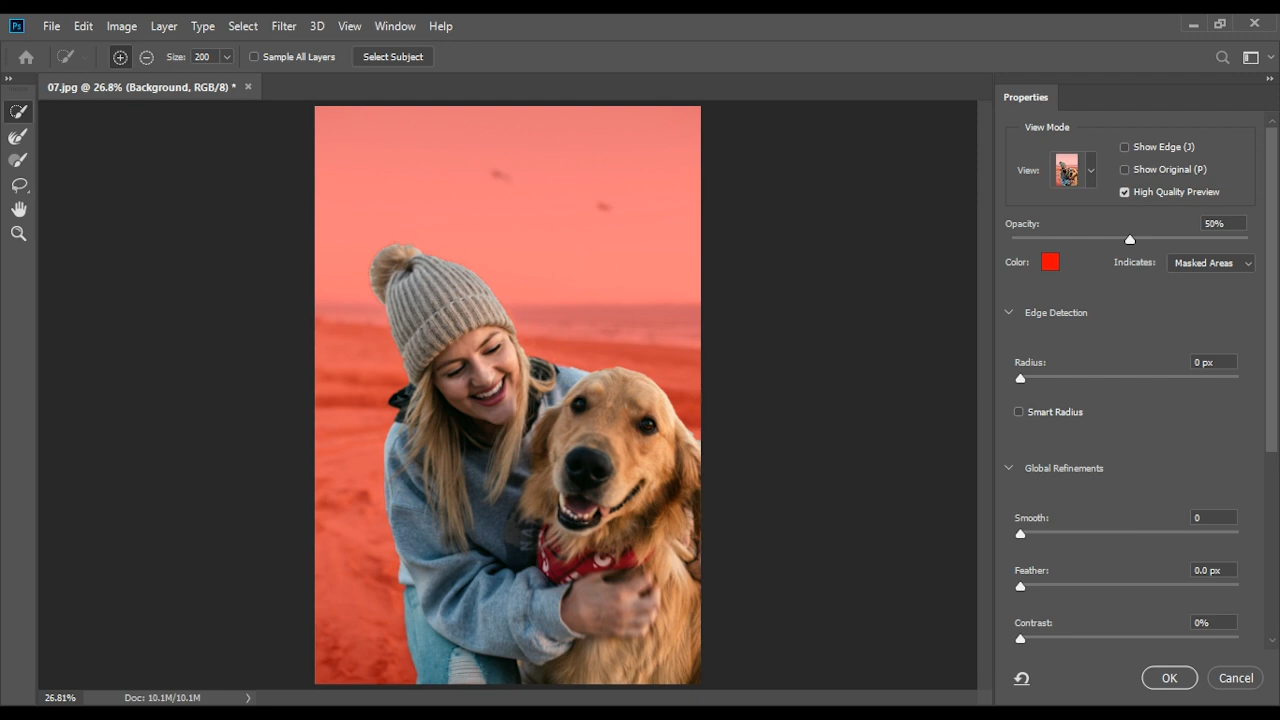 Ps File Edit Image Layer Type Select Filter 3D View Window Help
Size: 200 Sample All Layers Select Subject
07.jpg @ 26.8% (Background, RGB/8) *
Properties
View Mode
Show Edge (J)
View:
Show Original (P)
High Quality Preview
Opacity: 50%
Color: Indicates: Masked Areas
Edge Detection
Radius: 0 px
Smart Radius
Global Refinements
Smooth: 0
Feather: 0.0 px
Contrast: 0%
OK Cancel
26.81% Doc: 10.1M/10.1M